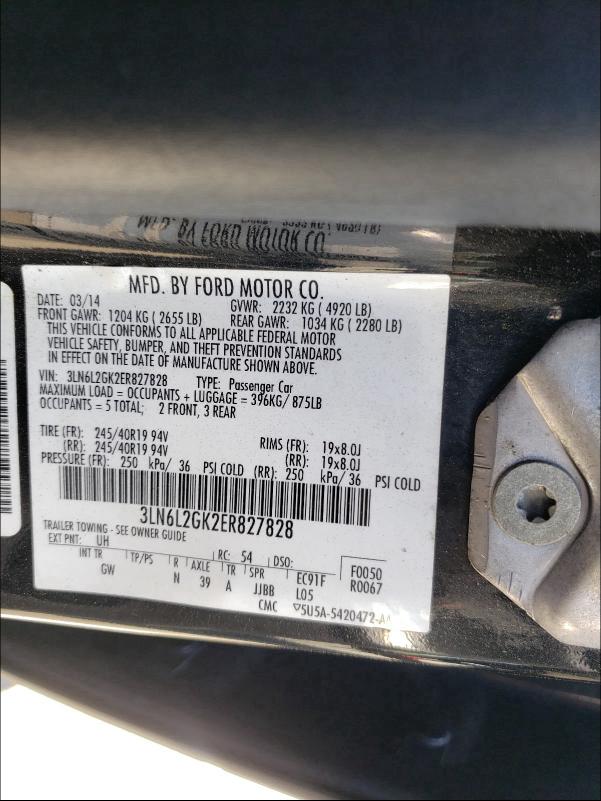 MFD. BY FORD MOTOR CO.
DATE: 03/14 GVWR: 2232 KG ( 4920 LB)
FRONT GAWR: 1204 KG ( 2655 LB) REAR GAWR: 1034 KG ( 2280 LB)
THIS VEHICLE CONFORMS TO ALL APPLICABLE FEDERAL MOTOR
VEHICLE SAFETY, BUMPER, AND THEFT PREVENTION STANDARDS
IN EFFECT ON THE DATE OF MANUFACTURE SHOWN ABOVE.
VIN: 3LN6L2GK2ER827828 TYPE: Passenger Car
MAXIMUM LOAD = OCCUPANTS + LUGGAGE = 396KG/ 875LB
OCCUPANTS = 5 TOTAL; 2 FRONT, 3 REAR
TIRE (FR): 245/40R19 94V RIMS (FR): 19x8.0J
(RR): 245/40R19 94V (RR): 19x8.0J
PRESSURE (FR): 250 kPa/ 36 PSI COLD (RR): 250 kPa/ 36 PSI COLD
3LN6L2GK2ER827828
TRAILER TOWING - SEE OWNER GUIDE
EXT PNT: UH RC: 54 DSO:
INT TR TP/PS R AXLE TR SPR EC91F F0050
GW N 39 A JJBB L05 R0067
CMC ▽5U5A-5420472-AA